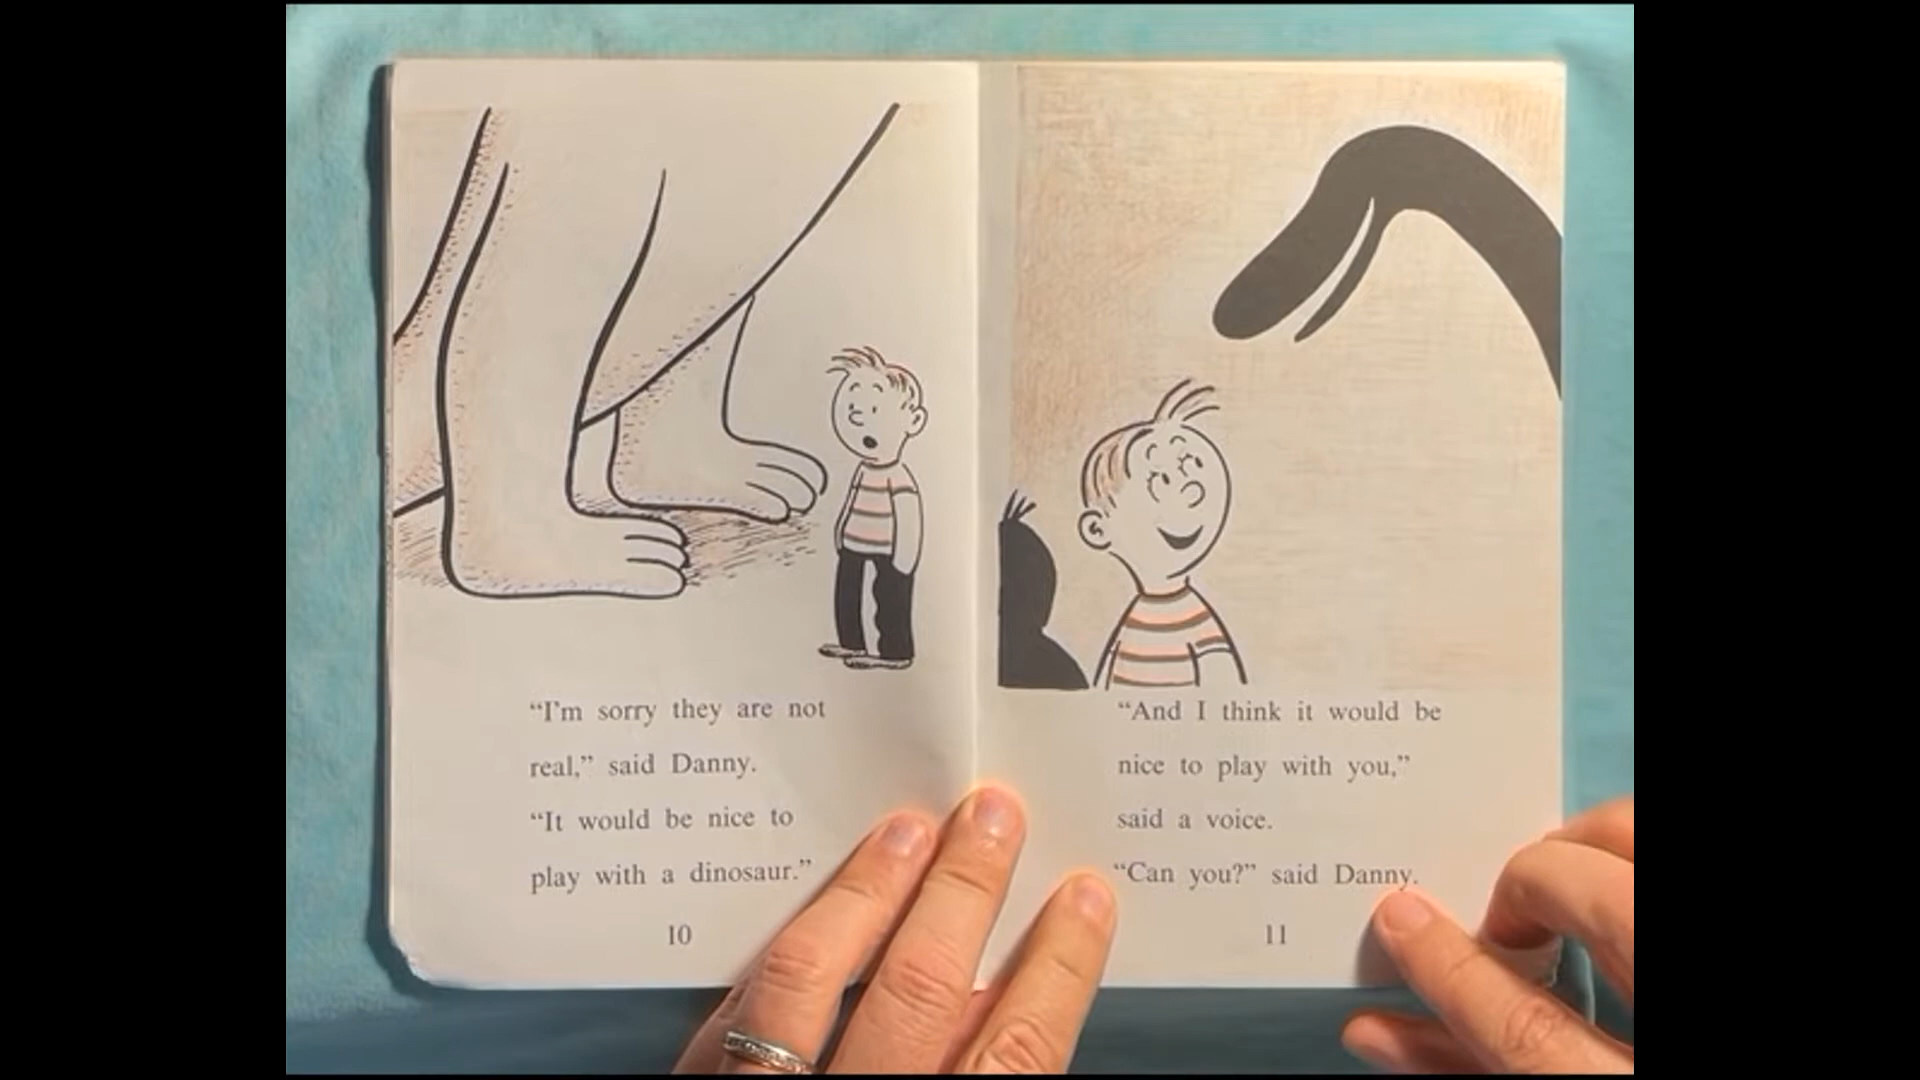 “I’m sorry they are not
real,” said Danny.
“It would be nice to
play with a dinosaur.”
10
“And I think it would be
nice to play with you,”
said a voice.
“Can you?” said Danny.
11